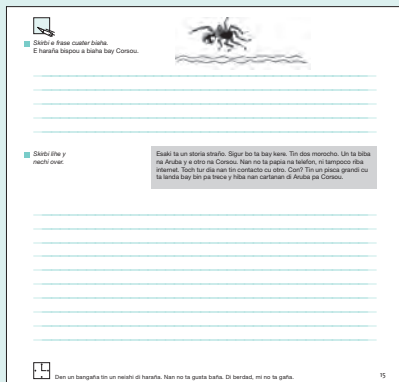 Skirbi e frase cuater biaha.
E haraña bispou a biaha bay Corsou.
Skirbi lihe y
nechi over.
Esaki ta un storia straño. Sigur bo ta bay kere. Tin dos morocho. Un ta biba
na Aruba y e otro na Corsou. Nan no ta papia na telefon, ni tampoco riba
internet. Toch tur dia nan tin contacto cu otro. Con? Tin un pisca grandi cu
ta landa bay bin pa trece y hiba nan cartanan di Aruba pa Corsou.
Den un bangaña tin un neishi di haraña. Nan no ta gusta baña. Di berdad, mi no ta gaña.
15